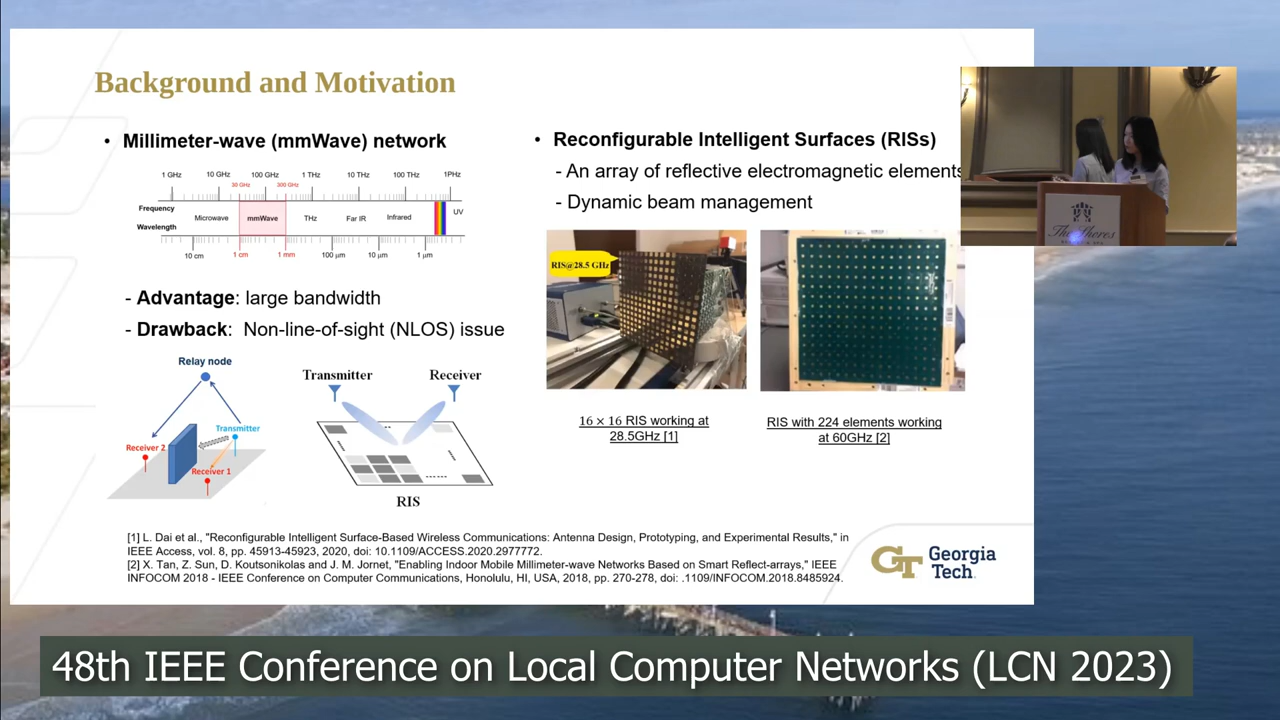 Background and Motivation
• Millimeter-wave (mmWave) network
1 GHz 10 GHz 100 GHz 1 THz 10 THz 100 THz 1PHz
30 GHz 300 GHz
Frequency
Wavelength
Microwave mmWave THz Far IR Infrared UV
10 cm 1 cm 1 mm 100 μm 10 μm 1 μm
- Advantage: large bandwidth
- Drawback: Non-line-of-sight (NLOS) issue
Relay node
Transmitter
Receiver 2
Receiver 1
Transmitter Receiver
RIS
• Reconfigurable Intelligent Surfaces (RISs)
- An array of reflective electromagnetic elements
- Dynamic beam management
RIS@28.5 GHz
16 × 16 RIS working at
28.5GHz [1]
RIS with 224 elements working
at 60GHz [2]
[1] L. Dai et al., "Reconfigurable Intelligent Surface-Based Wireless Communications: Antenna Design, Prototyping, and Experimental Results," in
IEEE Access, vol. 8, pp. 45913-45923, 2020, doi: 10.1109/ACCESS.2020.2977772.
[2] X. Tan, Z. Sun, D. Koutsonikolas and J. M. Jornet, "Enabling Indoor Mobile Millimeter-wave Networks Based on Smart Reflect-arrays," IEEE
INFOCOM 2018 - IEEE Conference on Computer Communications, Honolulu, HI, USA, 2018, pp. 270-278, doi: .1109/INFOCOM.2018.8485924.
GT Georgia
Tech
48th IEEE Conference on Local Computer Networks (LCN 2023)